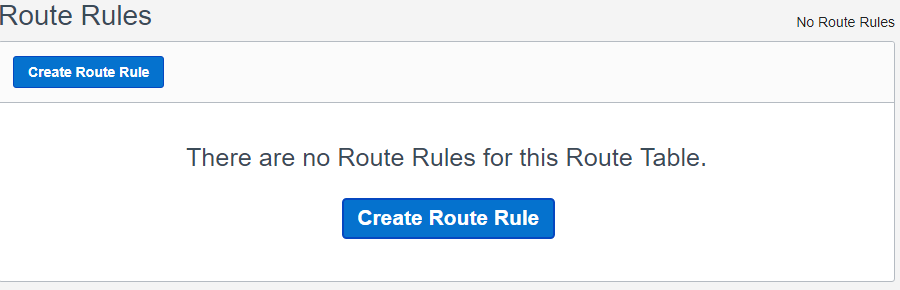 Route Rules
No Route Rules
Create Route Rule
There are no Route Rules for this Route Table.
Create Route Rule